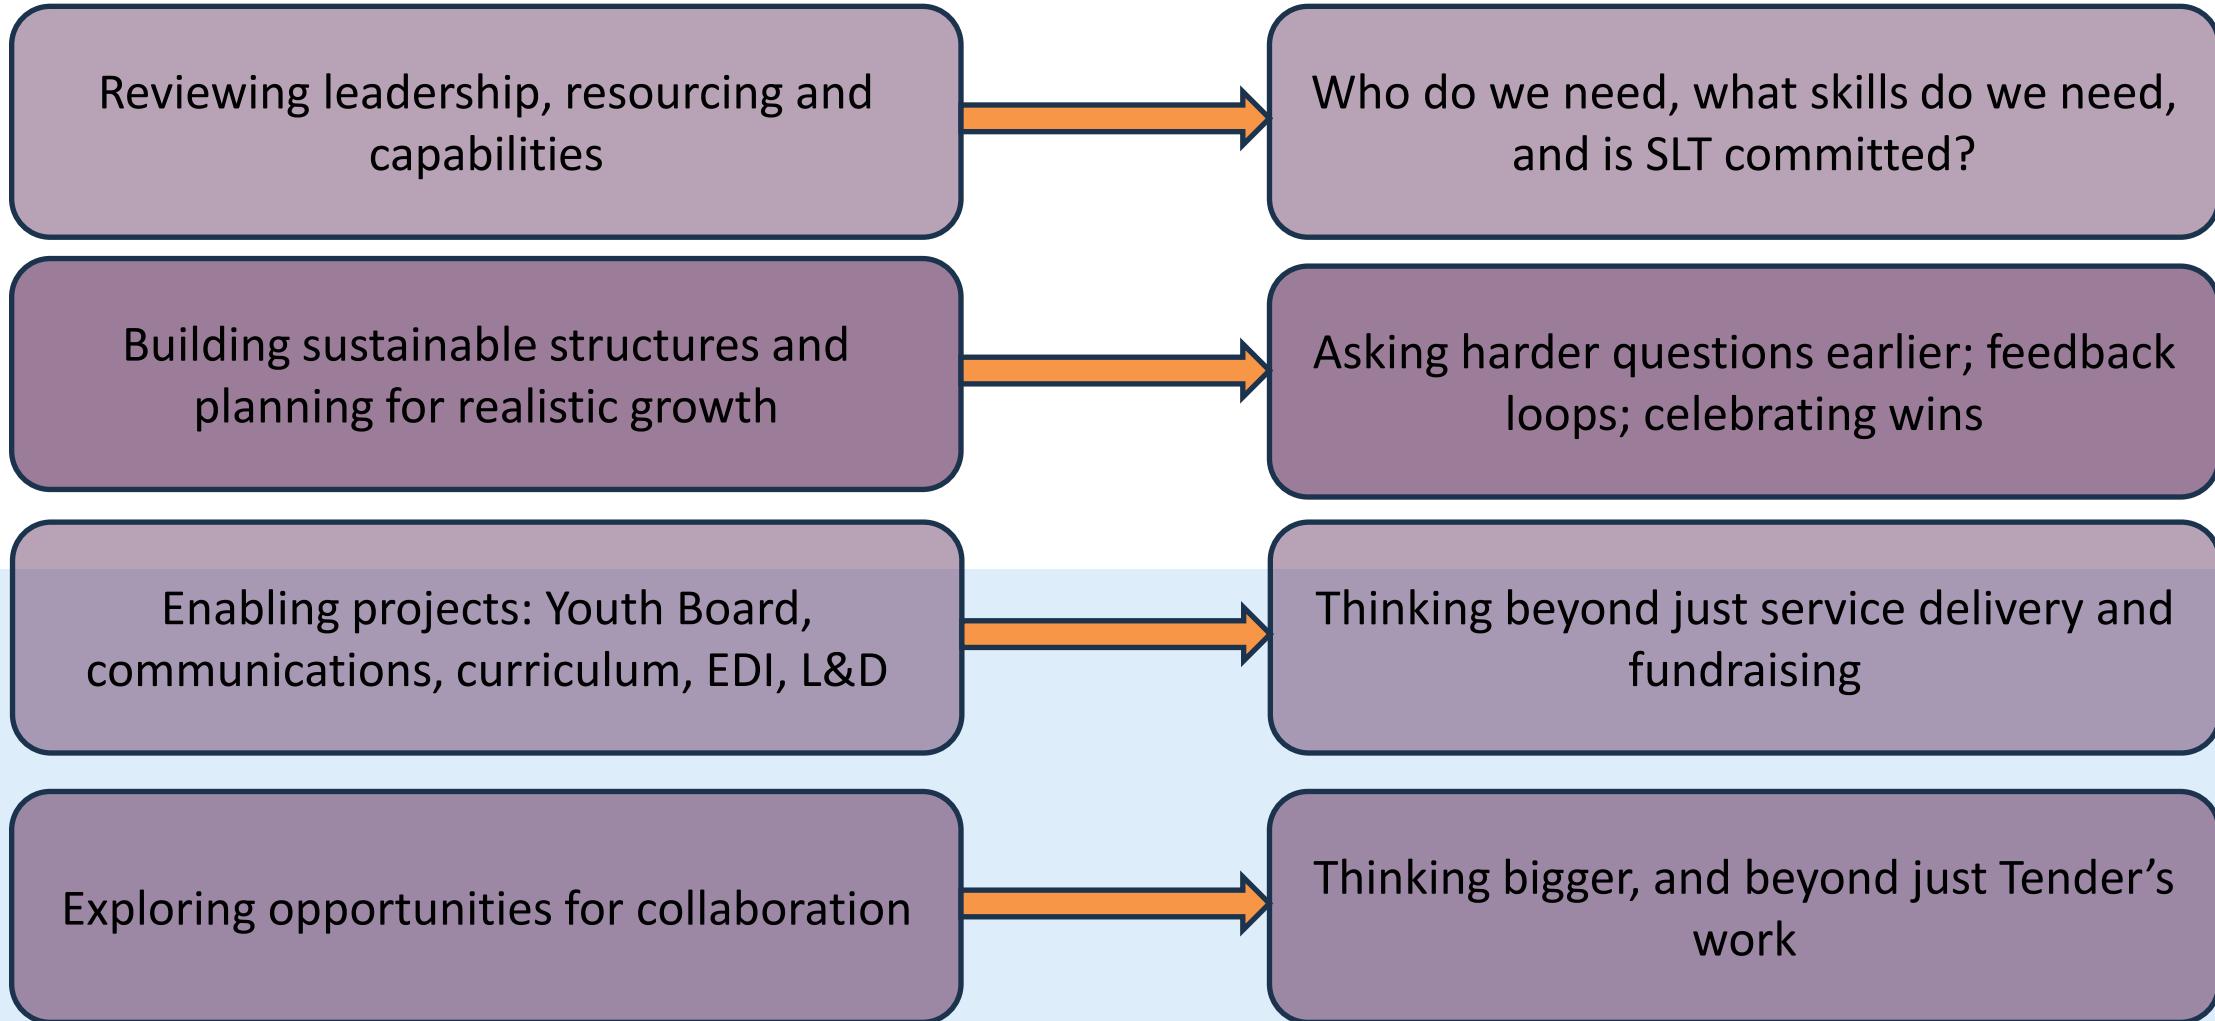 Reviewing leadership, resourcing and
capabilities
Who do we need, what skills do we need,
and is SLT committed?
Building sustainable structures and
planning for realistic growth
Asking harder questions earlier; feedback
loops; celebrating wins
Enabling projects: Youth Board,
communications, curriculum, EDI, L&D
Thinking beyond just service delivery and
fundraising
Exploring opportunities for collaboration
Thinking bigger, and beyond just Tender’s
work